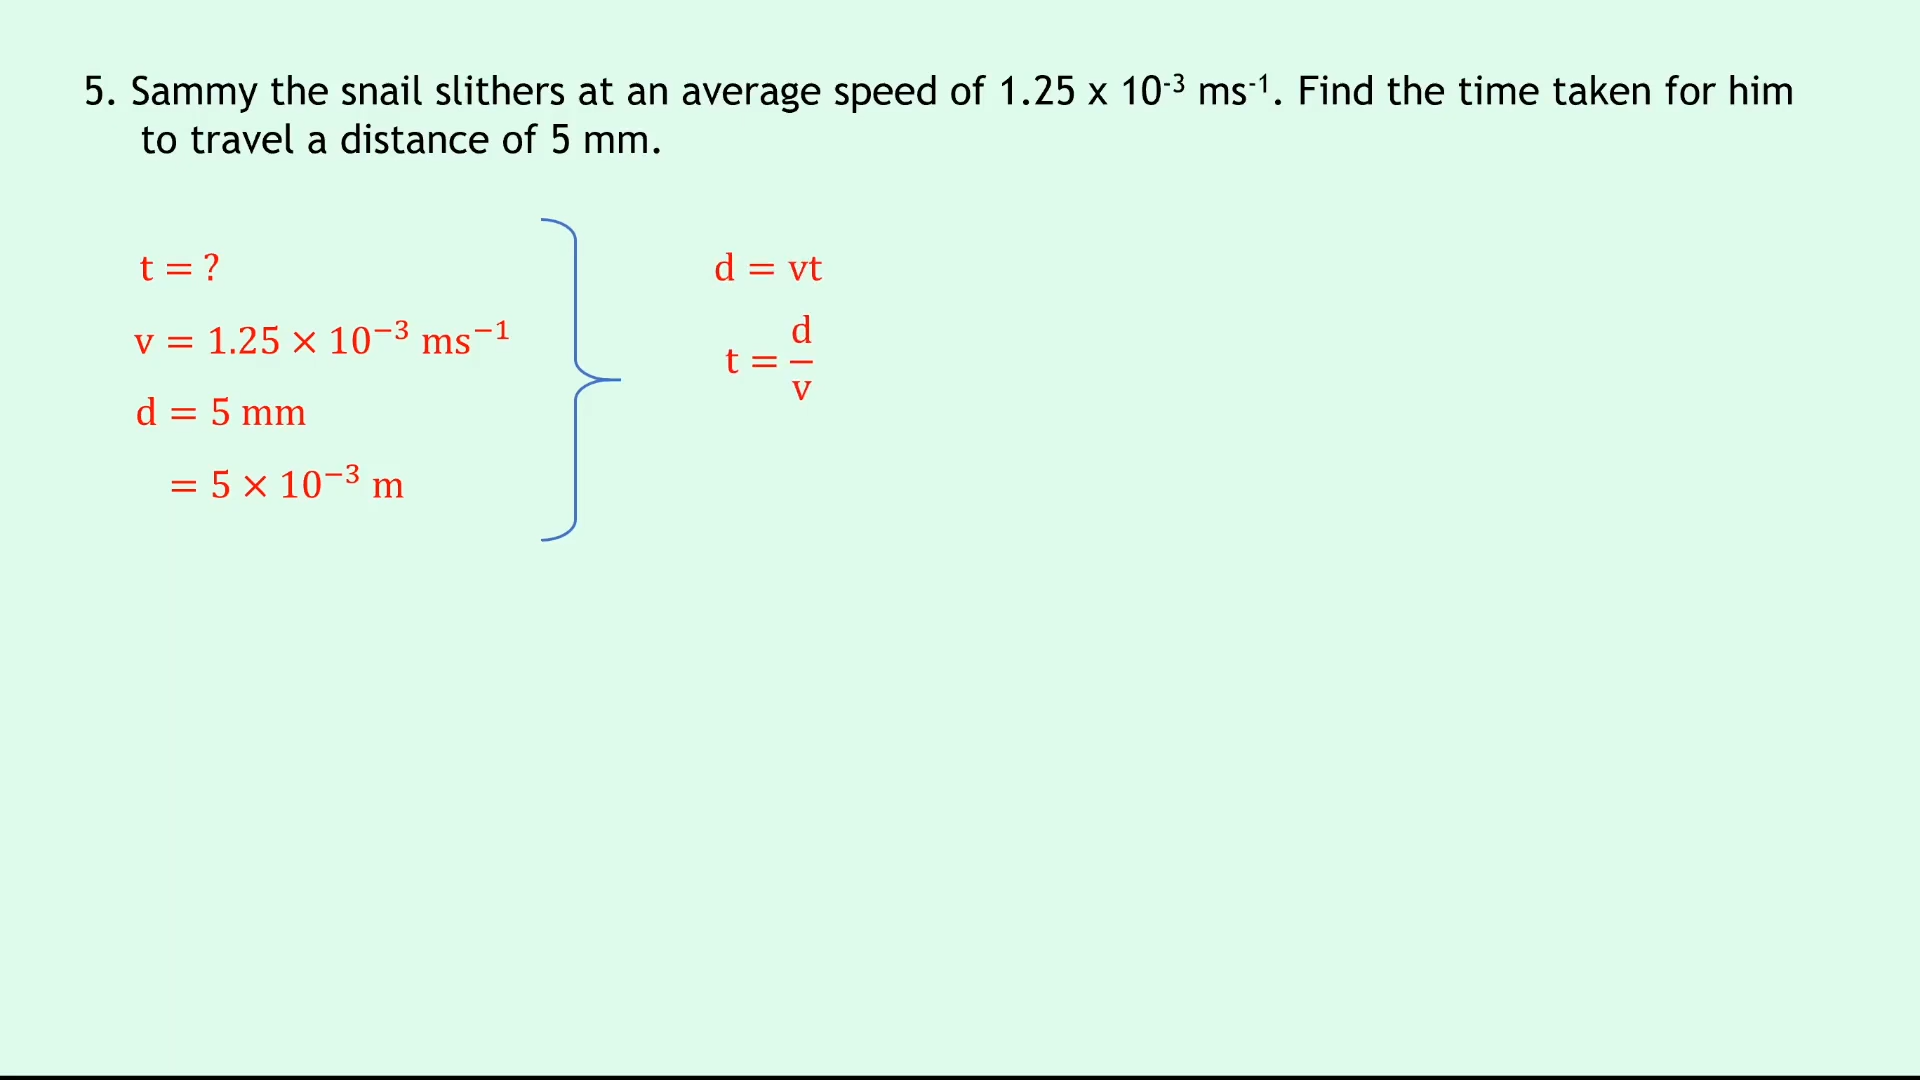 5. Sammy the snail slithers at an average speed of 1.25 x 10⁻³ ms⁻¹. Find the time taken for him
to travel a distance of 5 mm.
t = ?
v = 1.25 × 10⁻³ ms⁻¹
d = 5 mm
= 5 × 10⁻³ m
d = vt
t = d/v